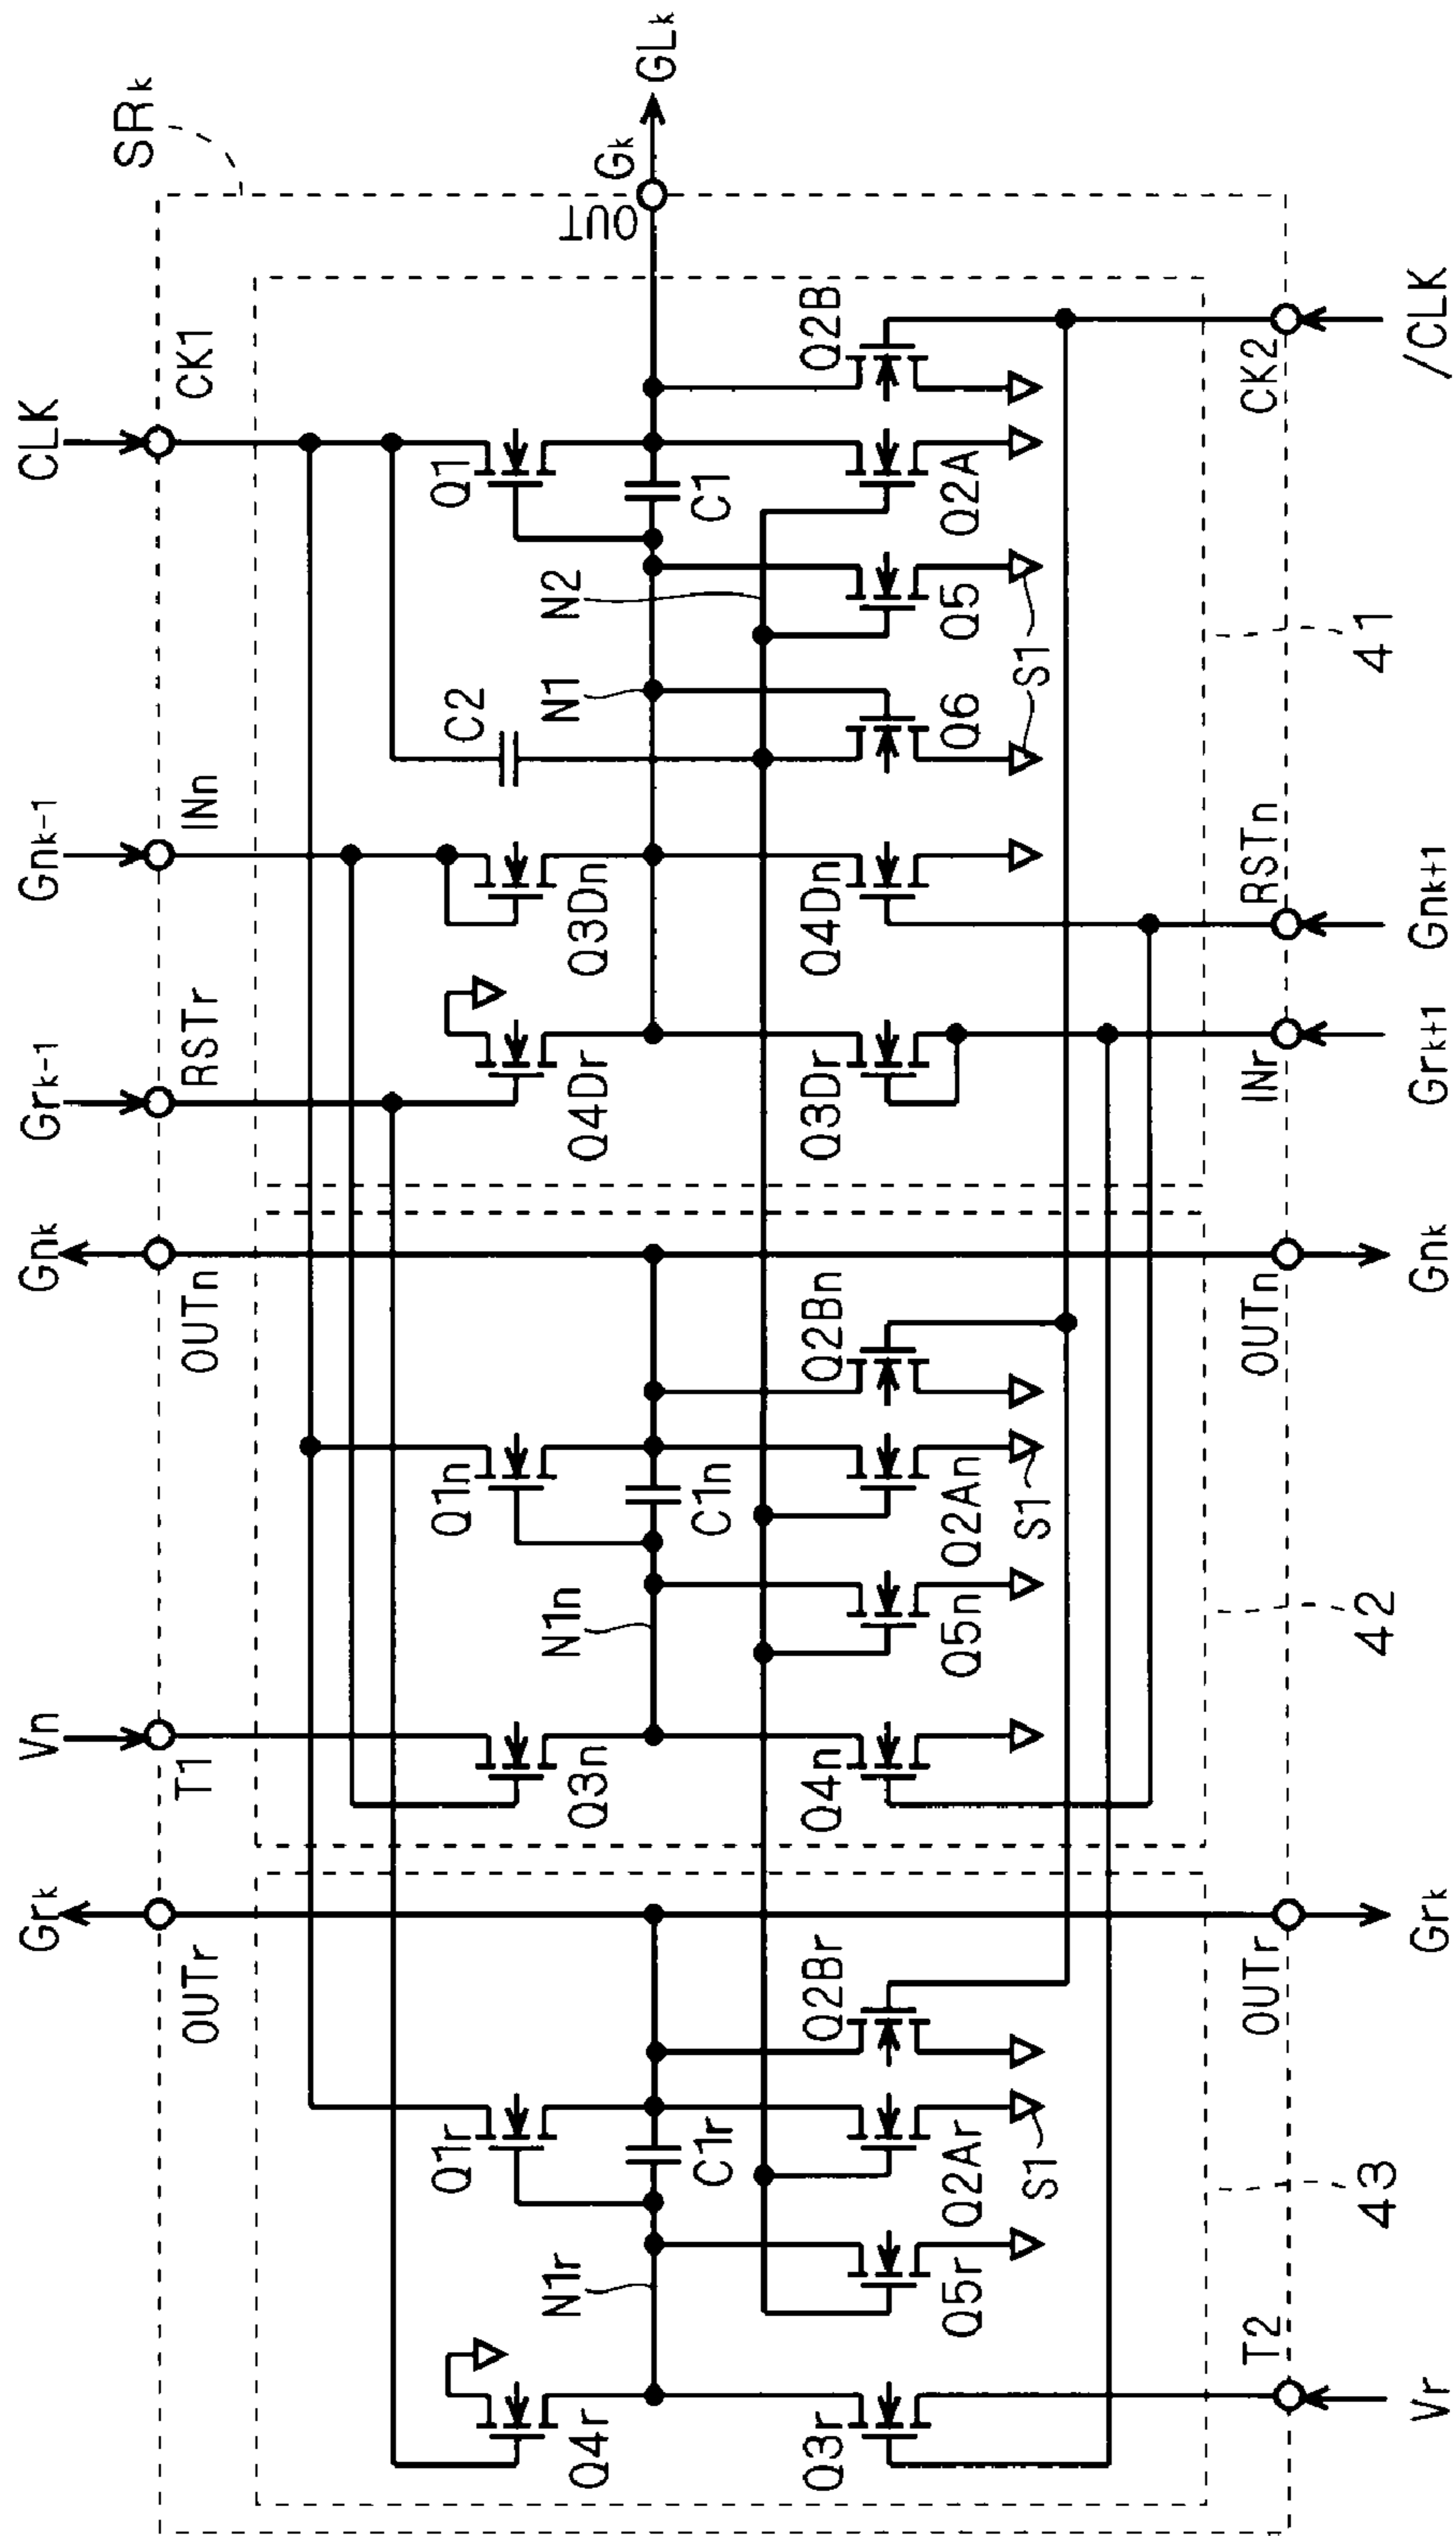 SRk
Grk
Vn
Gnk
Grk-1
Gnk-1
CLK
OUTr
T1
OUTn
RSTr
INn
CK1
Q4r
Q1r
Q3n
Q1n
Q4Dr
Q3Dn
C2
Q1
N1r
N1n
N1
N2
OUT
Gk
GLk
C1r
C1n
C1
Q3r
Q5r
Q2Ar
Q2Br
Q4n
Q5n
Q2An
Q2Bn
Q3Dr
Q4Dn
Q6
Q5
Q2A
Q2B
S1
S1
S1
T2
OUTr
OUTn
INr
RSTn
CK2
43
42
41
Vr
Grk
Gnk
Grk+1
Gnk+1
/CLK